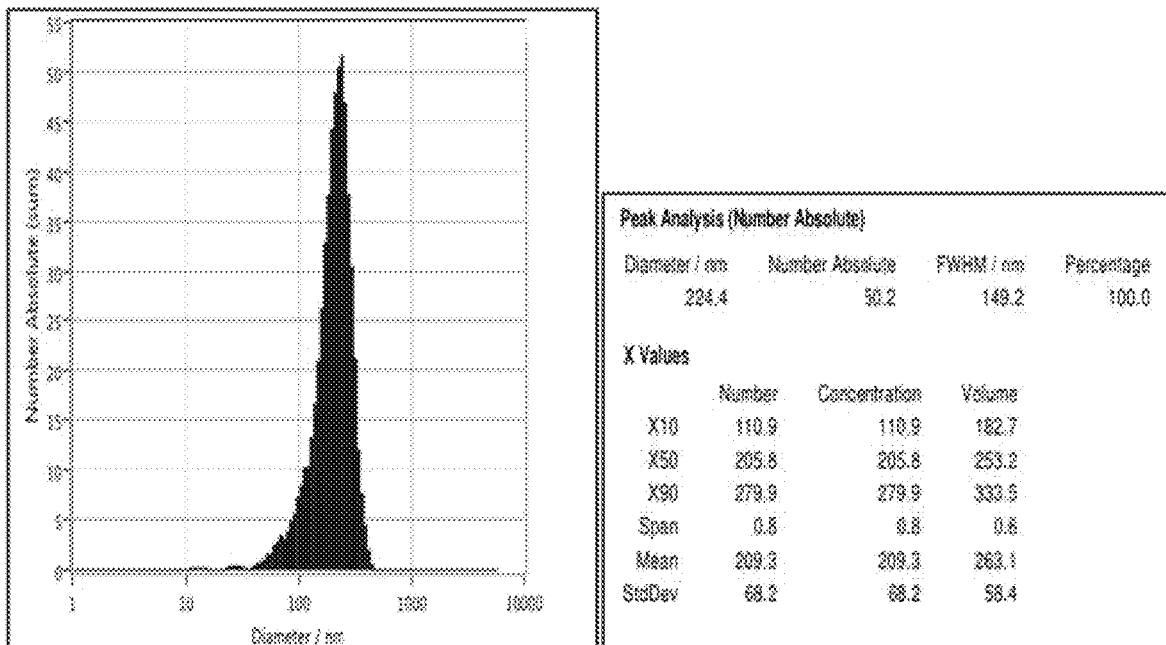 55
50
45
40
35
30
25
20
15
10
5
0
Number Absolute (sum)
1 10 100 1000 10000
Diameter / nm
Peak Analysis (Number Absolute)
Diameter / nm Number Absolute FWHM / nm Percentage
224.4 50.2 149.2 100.0
X Values
Number Concentration Volume
X10 110.9 110.9 182.7
X50 205.8 205.8 253.2
X90 279.9 279.9 333.5
Span 0.8 0.8 0.6
Mean 209.3 209.3 263.1
StdDev 68.2 68.2 58.4